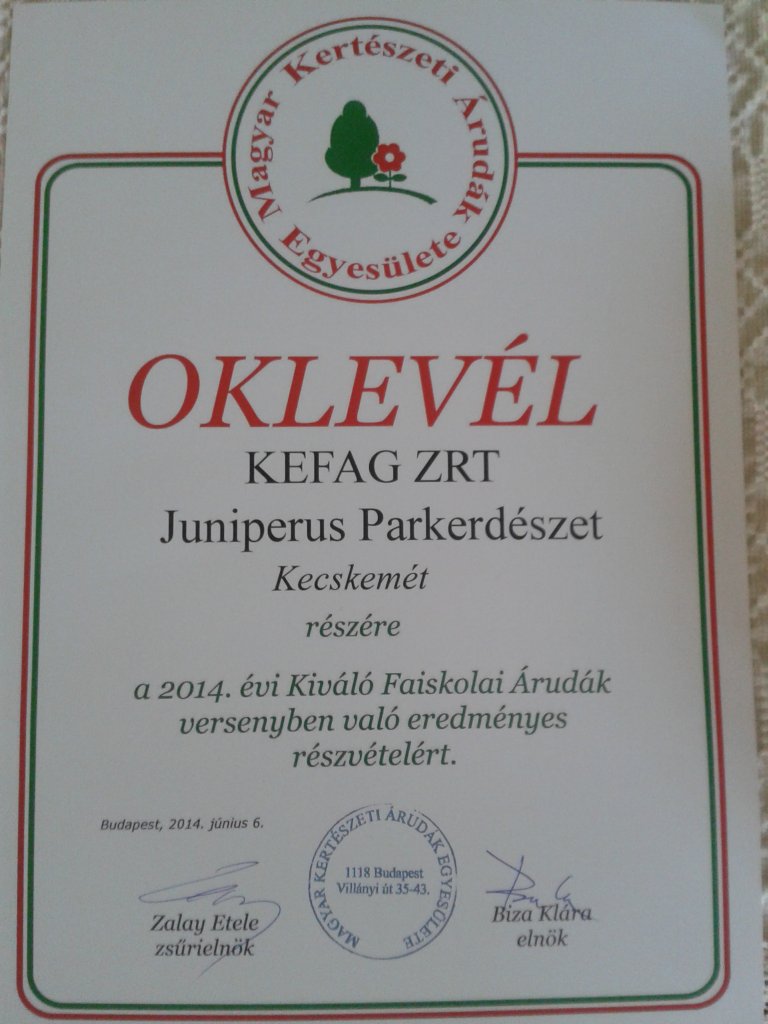 Magyar Kertészeti Árudák Egyesülete
OKLEVÉL
KEFAG ZRT
Juniperus Parkerdészet
Kecskemét
részére
a 2014. évi Kiváló Faiskolai Árudák
versenyben való eredményes
részvételért.
Budapest, 2014. június 6.
MAGYAR KERTÉSZETI ÁRUDÁK EGYESÜLETE
1118 Budapest
Villányi út 35-43.
Zalay Etele
zsűrielnök
Biza Klára
elnök